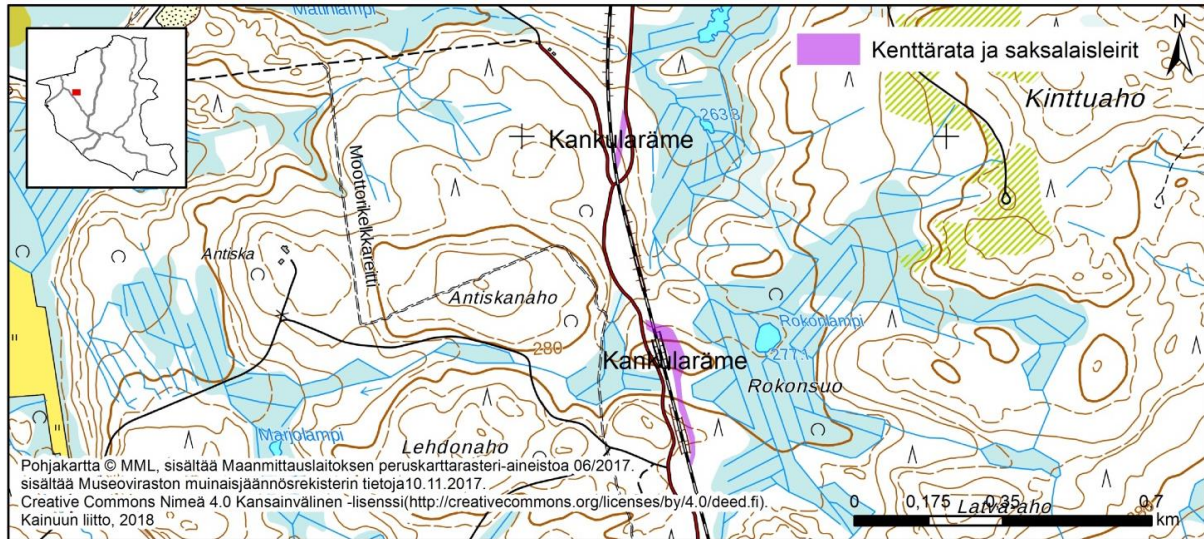 Matinlampi
N
Kenttärata ja saksalaisleirit
Kinttuaho
263.3
Kankularäme
Moottorikelkkareitti
Antiska
Antiskanaho
Rokonlampi
280
Kankularäme
277.1
Rokonsuo
Marjolampi
Lehdonaho
Pohjakartta © MML, sisältää Maanmittauslaitoksen peruskarttarasteri-aineistoa 06/2017.
sisältää Museoviraston muinaisjäännösrekisterin tietoja10.11.2017.
Creative Commons Nimeä 4.0 Kansainvälinen -lisenssi(http://creativecommons.org/licenses/by/4.0/deed.fi).
Kainuun liitto, 2018
0 0,175 0,35 0,7
Latva-aho
km